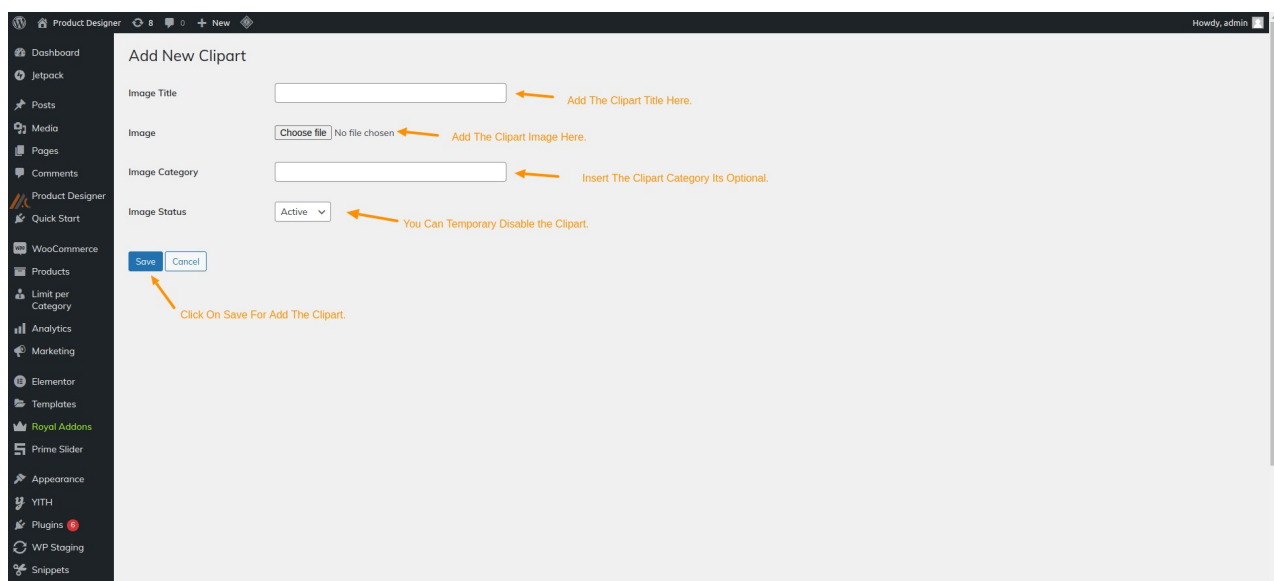 Product Designer 8 0 + New Howdy, admin
Dashboard
Jetpack
Posts
Media
Pages
Comments
Product Designer
Quick Start
WooCommerce
Products
Limit per
Category
Analytics
Marketing
Elementor
Templates
Royal Addons
Prime Slider
Appearance
YITH
Plugins 6
WP Staging
Snippets
Add New Clipart
Image Title Add The Clipart Title Here.
Image Choose file No file chosen Add The Clipart Image Here.
Image Category Insert The Clipart Category Its Optional.
Image Status Active You Can Temporary Disable the Clipart.
Save Cancel
Click On Save For Add The Clipart.